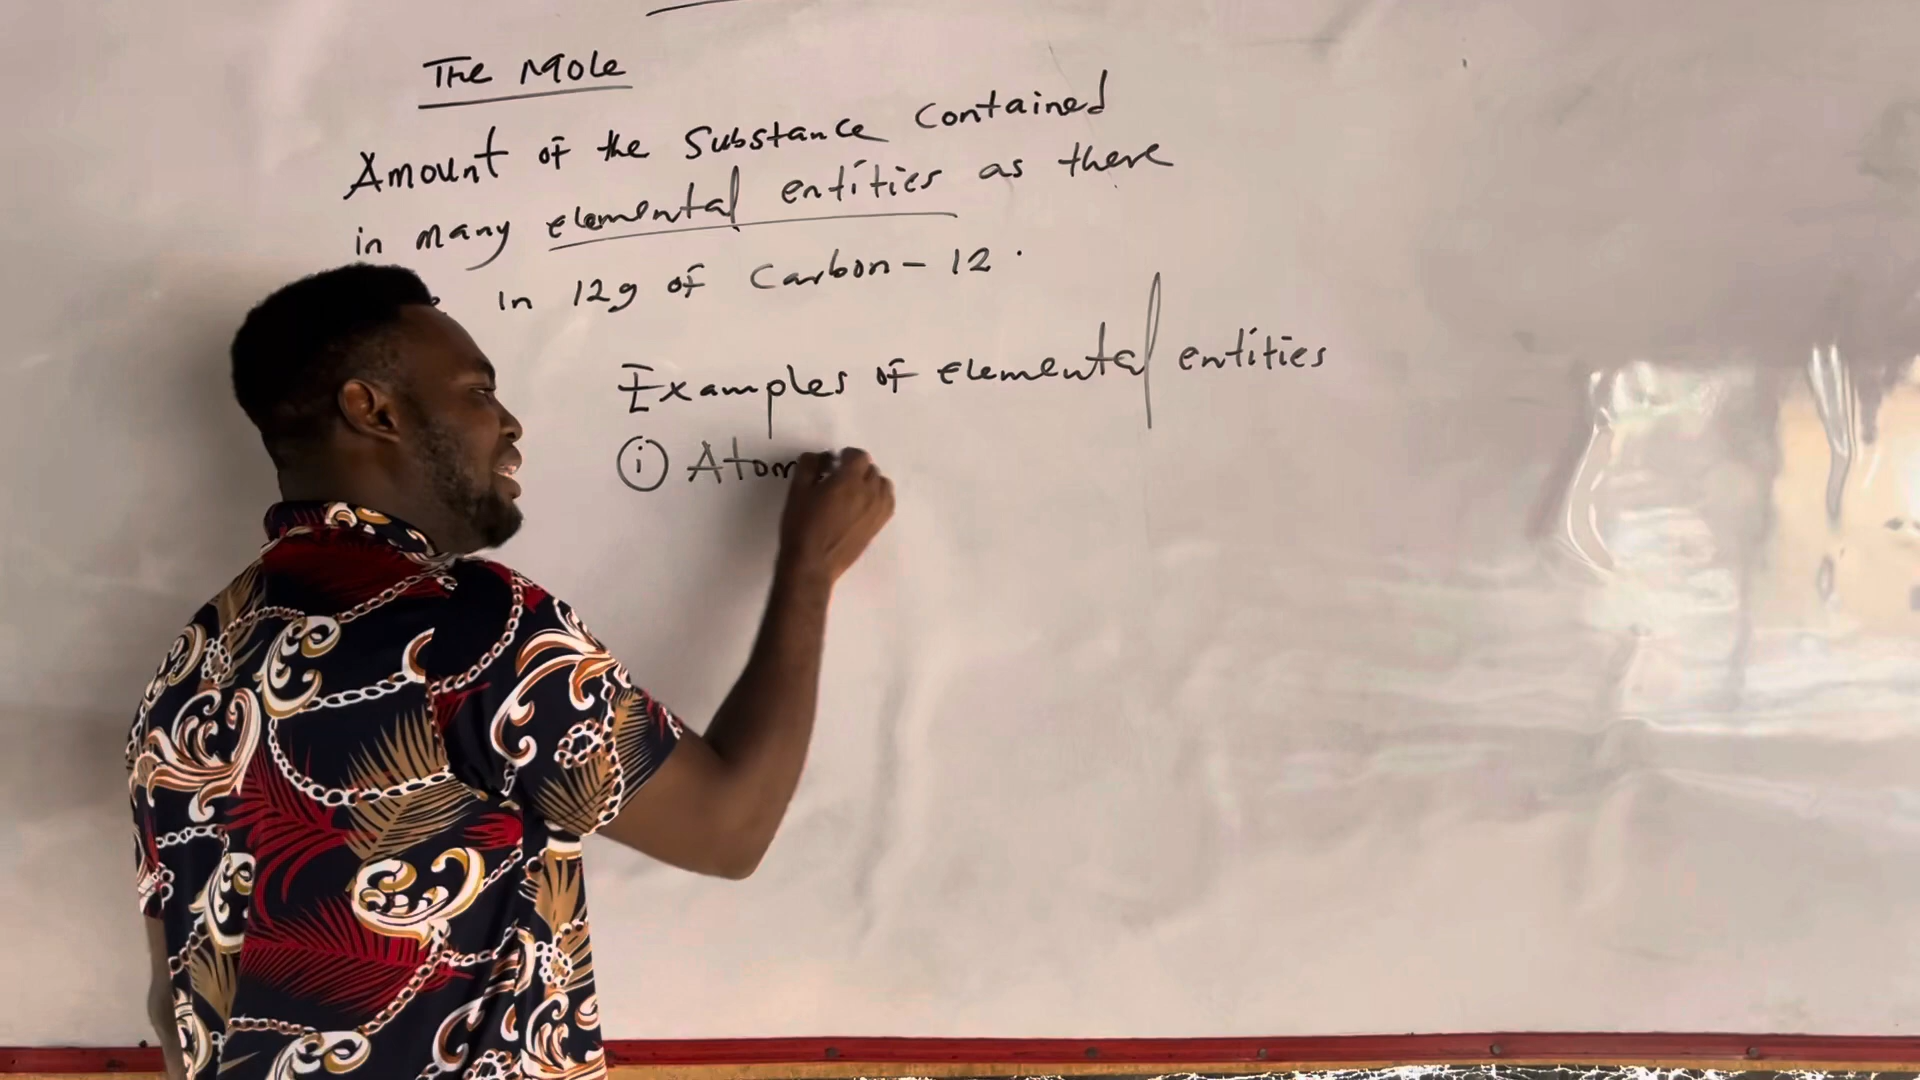 The Mole
Amount of the Substance contained
in many elemental entities as there
in 12g of Carbon-12.
Examples of elemental entities
(i) Atom